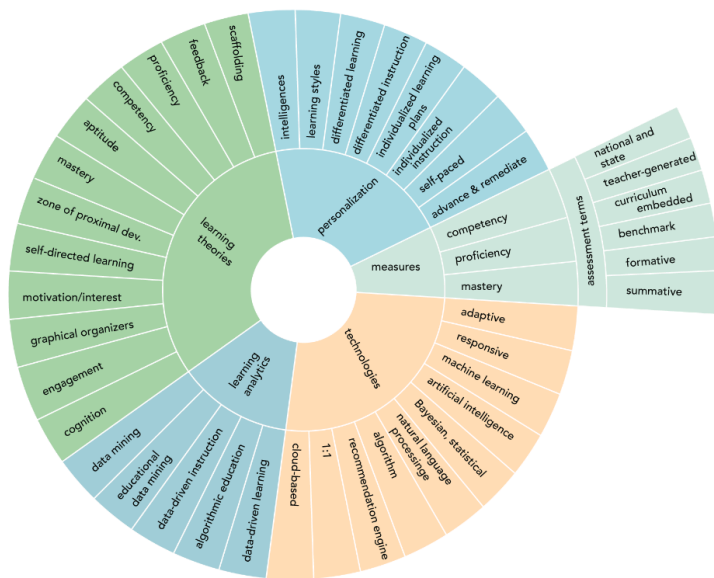 learning
theories
scaffolding
feedback
proficiency
competency
aptitude
mastery
zone of proximal dev.
self-directed learning
motivation/interest
graphical organizers
engagement
cognition
personalization
intelligences
learning styles
differentiated learning
differentiated instruction
individualized learning
plans
individualized
instruction
self-paced
advance & remediate
measures
competency
proficiency
mastery
assessment terms
national and
state
teacher-generated
curriculum
embedded
benchmark
formative
summative
technologies
adaptive
responsive
machine learning
artificial intelligence
Bayesian, statistical
natural language
processinge
algorithm
recommendation engine
1:1
cloud-based
learning
analytics
data mining
educational
data mining
data-driven instruction
algorithmic education
data-driven learning